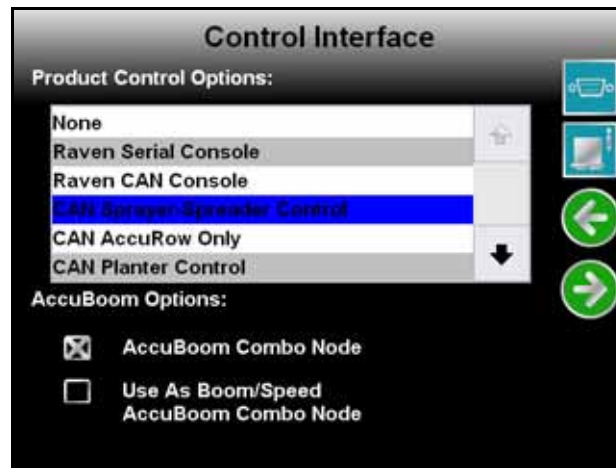 Control Interface
Product Control Options:
None
Raven Serial Console
Raven CAN Console
CAN Sprayer-Spreader Control
CAN AccuRow Only
CAN Planter Control
AccuBoom Options:
AccuBoom Combo Node
Use As Boom/Speed
AccuBoom Combo Node